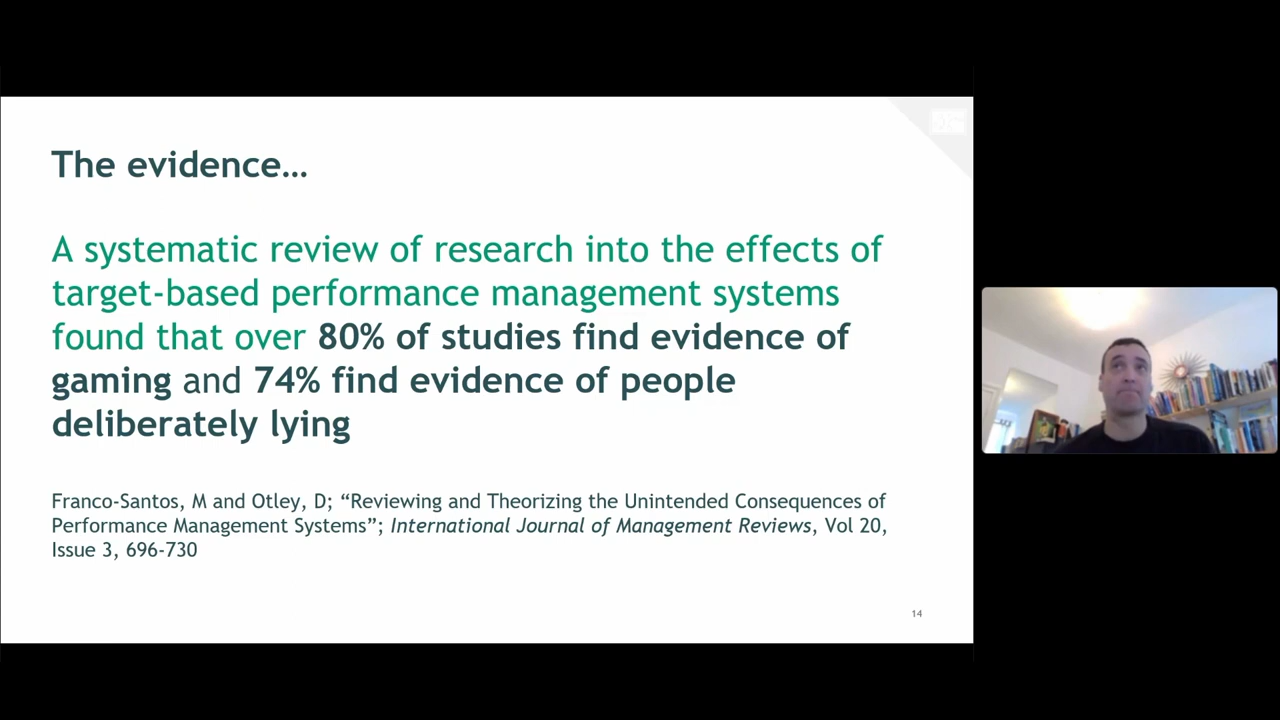 The evidence…
A systematic review of research into the effects of
target-based performance management systems
found that over 80% of studies find evidence of
gaming and 74% find evidence of people
deliberately lying
Franco-Santos, M and Otley, D; “Reviewing and Theorizing the Unintended Consequences of
Performance Management Systems”; International Journal of Management Reviews, Vol 20,
Issue 3, 696-730
14